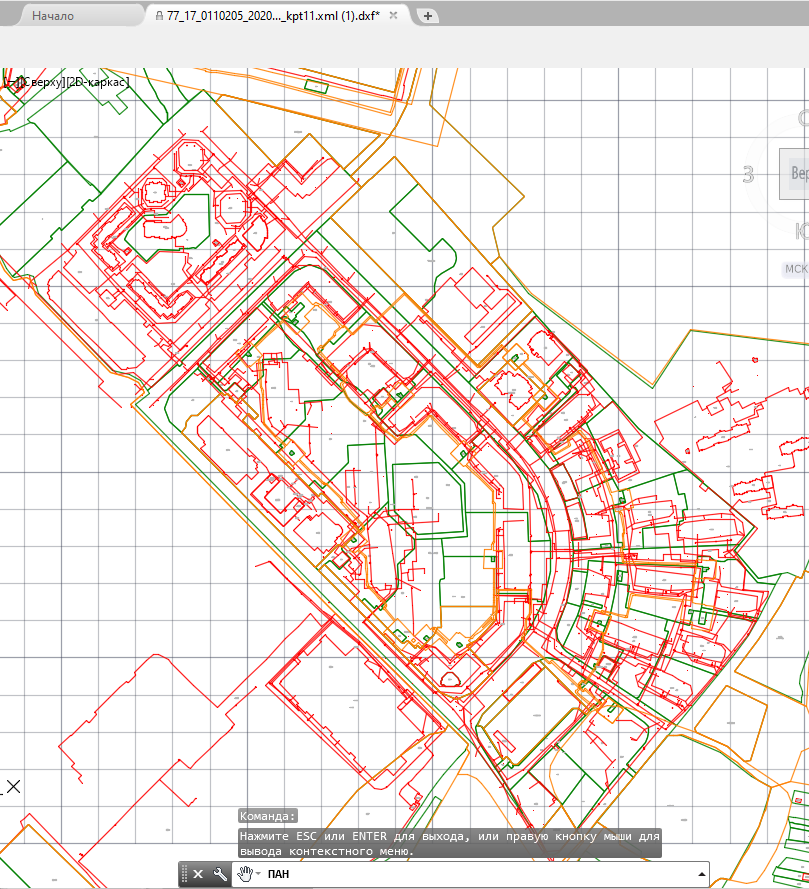 Начало
77_17_0110205_2020..._kpt11.xml (1).dxf*
[−][Сверху][2D-каркас]
С
З
Вер
Ю
МСК
Команда:
Нажмите ESC или ENTER для выхода, или правую кнопку мыши для
вывода контекстного меню.
ПАН